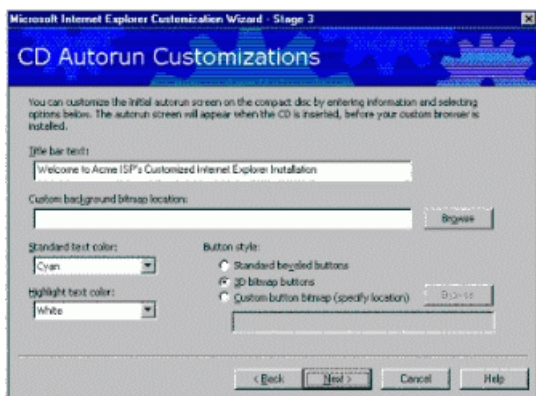 Microsoft Internet Explorer Customization Wizard - Stage 3
CD Autorun Customizations
You can customize the initial autorun screen on the compact disc by entering information and selecting
options below. The autorun screen will appear when the CD is inserted, before your custom browser is
installed.
Title bar text:
Welcome to Acme ISP's Customized Internet Explorer Installation
Custom background bitmap location:
Browse
Standard text color:
Cyan
Highlight text color:
White
Button style:
Standard beveled buttons
3D bitmap buttons
Custom button bitmap (specify location)
Browse
< Back
Next >
Cancel
Help